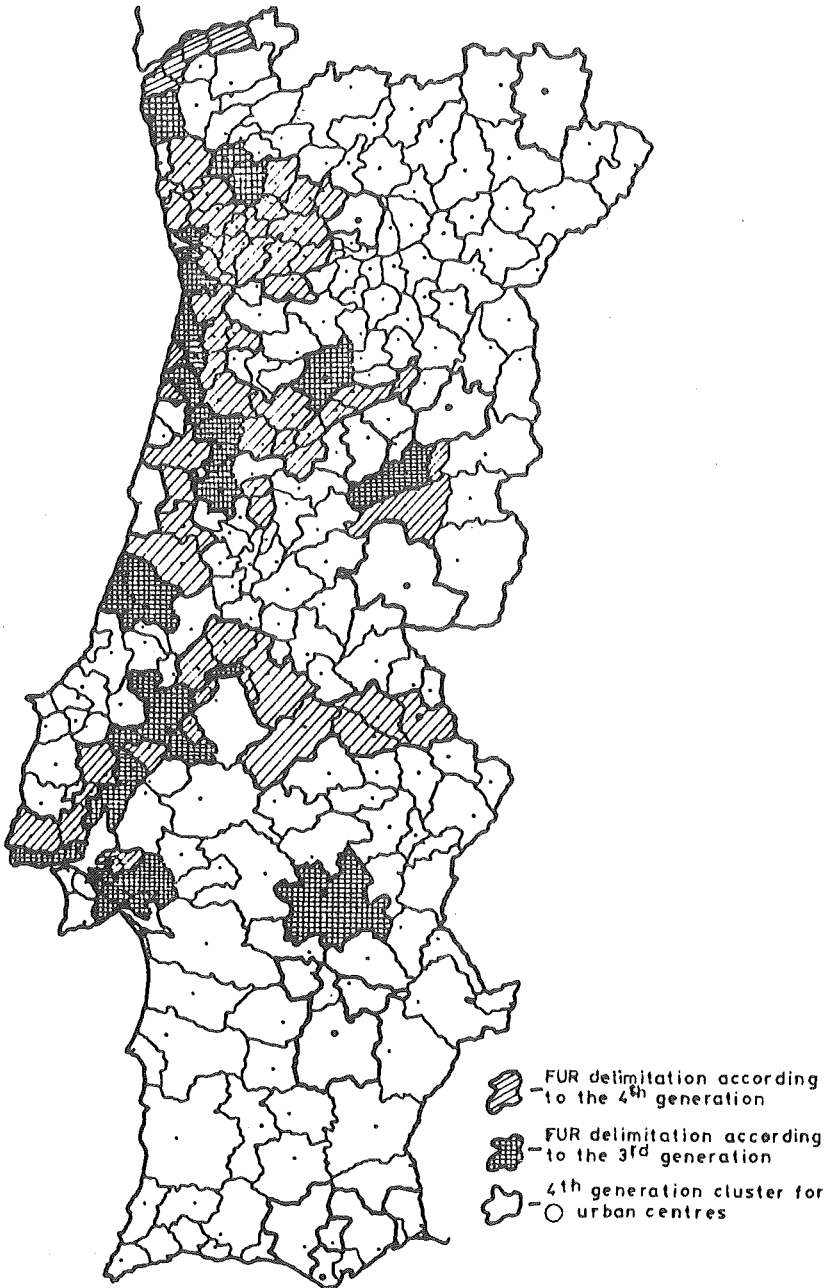 FUR delimitation according
to the 4th generation
FUR delimitation according
to the 3rd generation
4th generation cluster for
urban centres